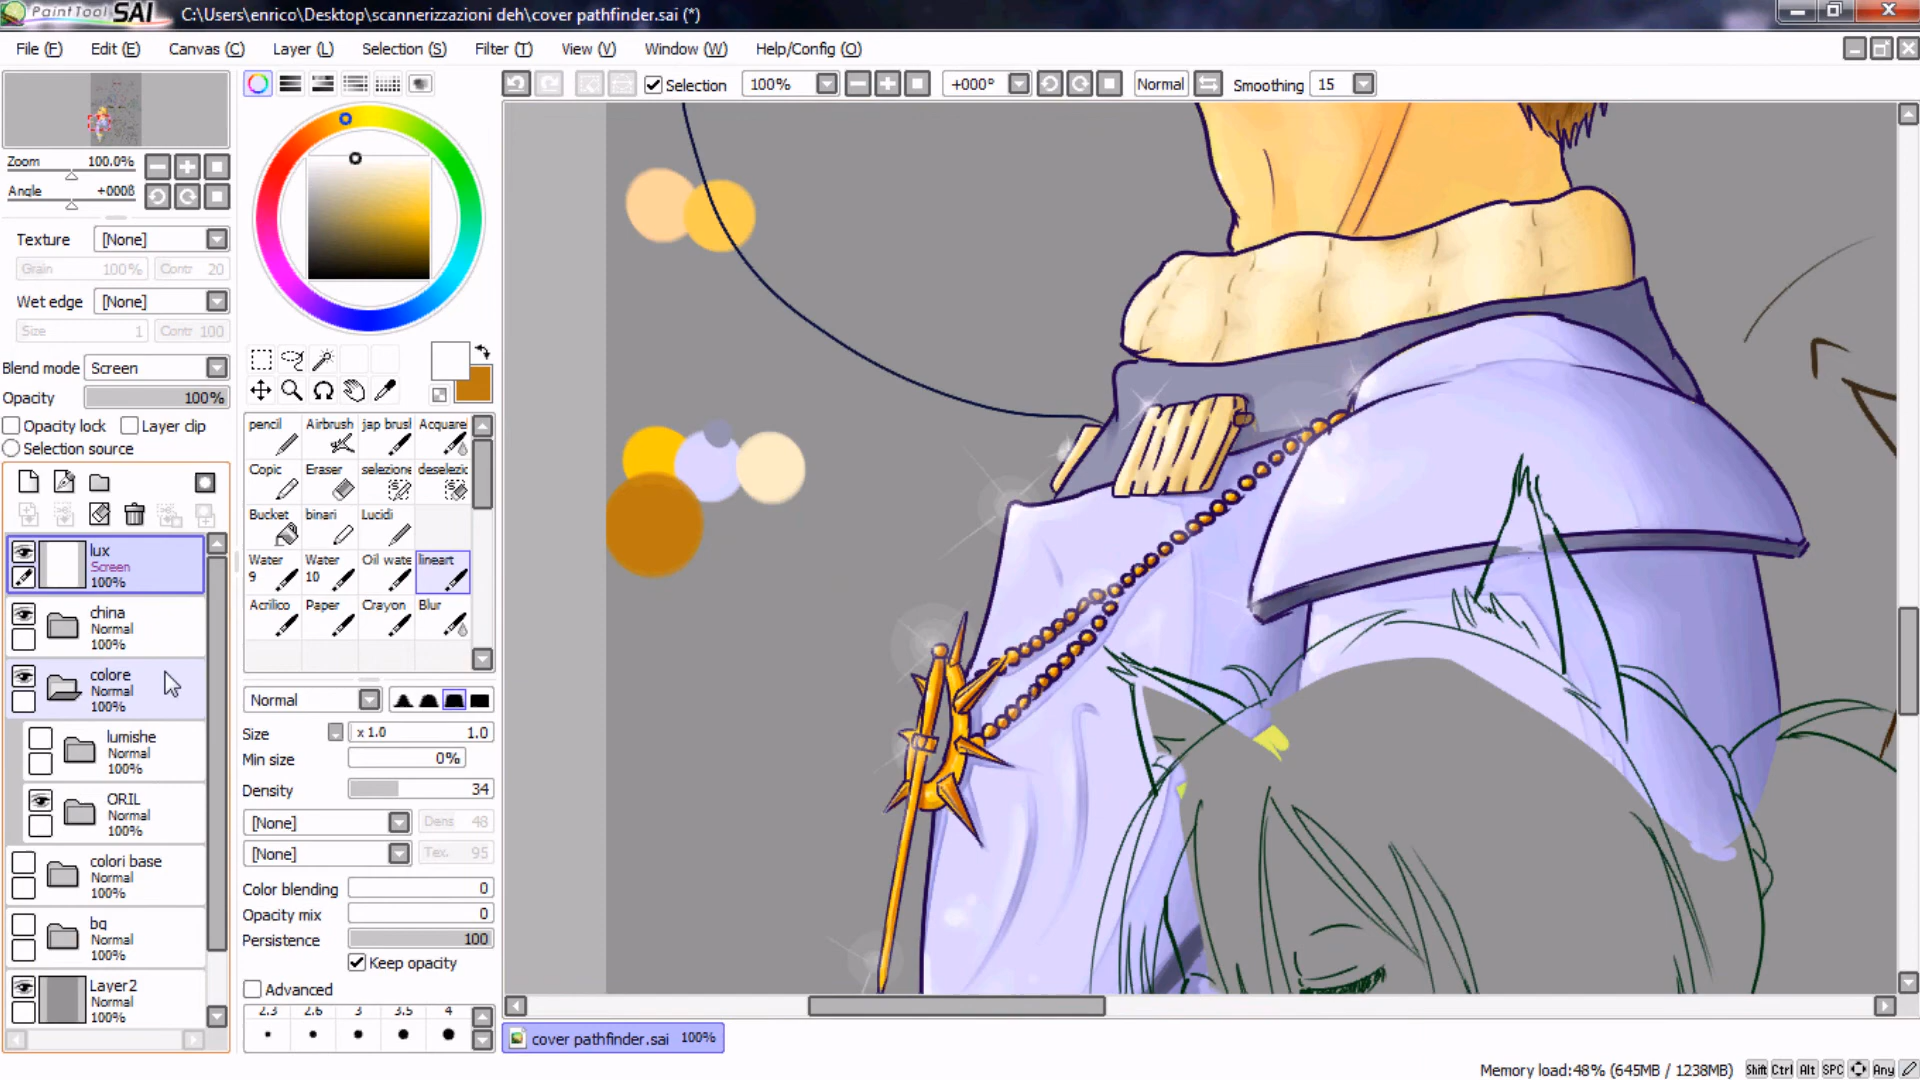 PaintTool SAI C:\Users\enrico\Desktop\scannerizzazioni deh\cover pathfinder.sai (*)
File (F) Edit (E) Canvas (C) Layer (L) Selection (S) Filter (T) View (V) Window (W) Help/Config (O)
Selection 100% +000° Normal Smoothing 15
Zoom 100.0%
Angle +000
Texture [None]
Grain 100% Contr 20
Wet edge [None]
Size 1 Contr 100
Blend mode Screen
Opacity 100%
Opacity lock Layer clip
Selection source
lux
Screen
100%
china
Normal
100%
colore
Normal
100%
lumishe
Normal
100%
ORIL
Normal
100%
colori base
Normal
100%
bg
Normal
100%
Layer2
Normal
100%
pencil Airbrush jap brusl Acquare
Copic Eraser selezione deselezic
Bucket binari Lucidi
Water 9 Water 10 Oil wate lineart
Acrilico Paper Crayon Blur
Normal
Size x 1.0 1.0
Min size 0%
Density 34
[None] Dens 48
[None] Tex. 95
Color blending 0
Opacity mix 0
Persistence 100
Keep opacity
Advanced
2.3 2.6 3 3.5 4
cover pathfinder.sai 100%
Memory load:48% (645MB / 1238MB) Shift Ctrl Alt SPC Any